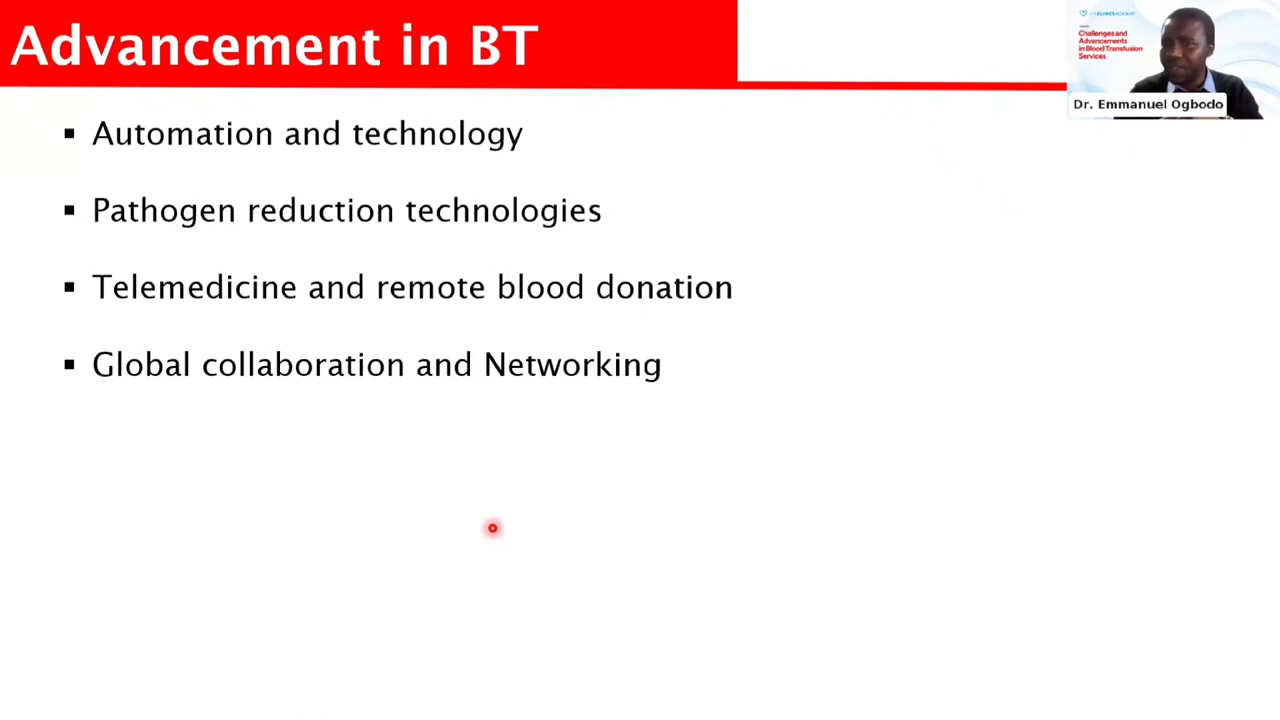 Advancement in BT
Challenges and
Advancements
in Blood Transfusion
Services
Dr. Emmanuel Ogbodo
▪ Automation and technology
▪ Pathogen reduction technologies
▪ Telemedicine and remote blood donation
▪ Global collaboration and Networking